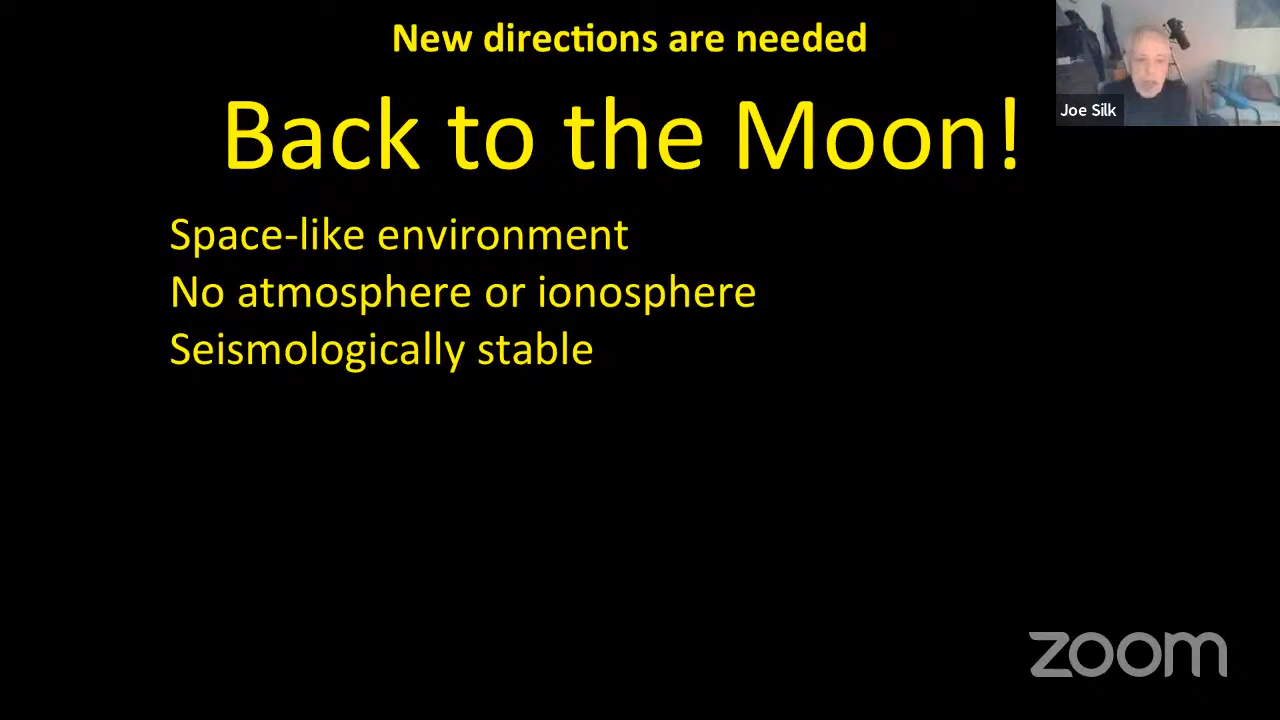 New directions are needed
Back to the Moon!
Joe Silk
Space-like environment
No atmosphere or ionosphere
Seismologically stable
zoom